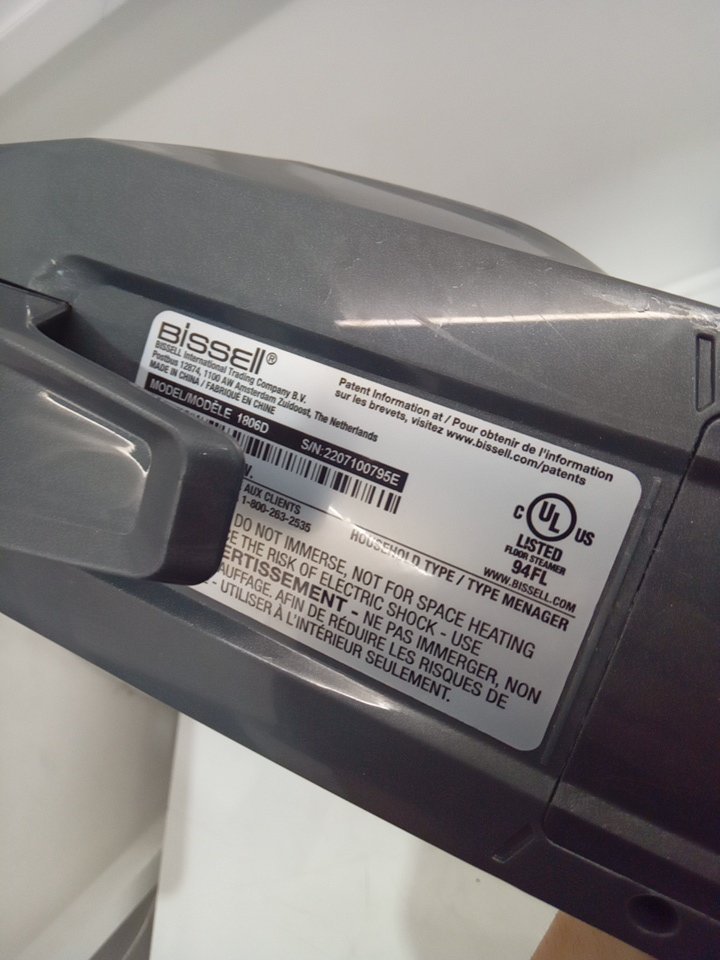 BISSELL®
BISSELL International Trading Company B.V.
Postbus 12874, 1100 AW Amsterdam Zuidoost, The Netherlands
MADE IN CHINA / FABRIQUÉ EN CHINE
Patent Information at / Pour obtenir de l'information
sur les brevets, visitez www.bissell.com/patents
MODEL/MODÈLE 1806D
S/N:2207100795E
AUX CLIENTS
1-800-263-2535
C UL US
LISTED
FLOOR STEAMER
94FL
WWW.BISSELL.COM
HOUSEHOLD TYPE / TYPE MENAGER
DO NOT IMMERSE, NOT FOR SPACE HEATING
THE RISK OF ELECTRIC SHOCK - USE
- NE PAS IMMERGER, NON
AFIN DE RÉDUIRE LES RISQUES DE
- UTILISER À L'INTÉRIEUR SEULEMENT.